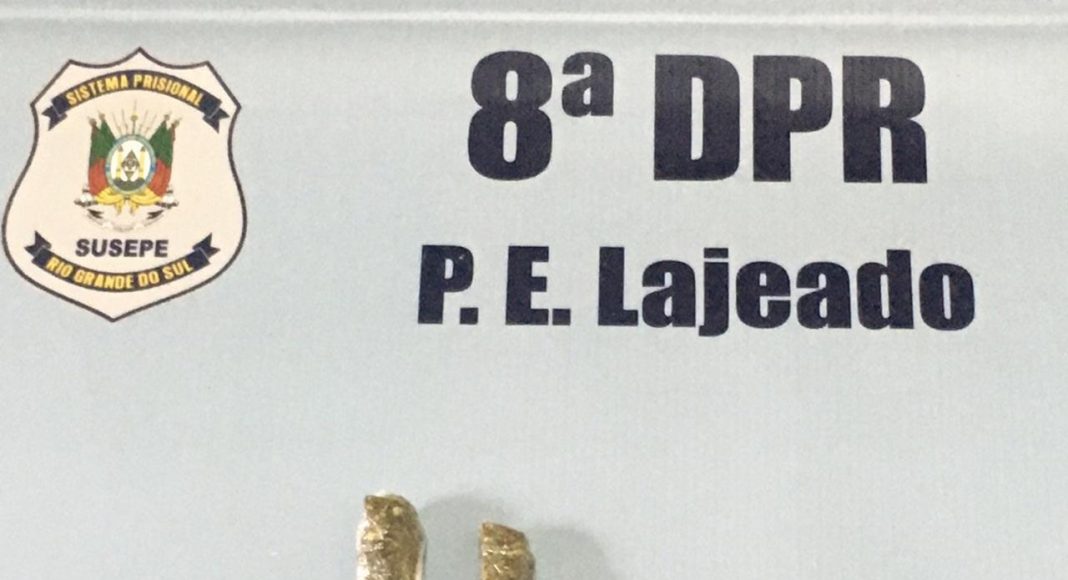 SISTEMA PRISIONAL
SUSEPE
RIO GRANDE DO SUL
8ª DPR
P. E. Lajeado